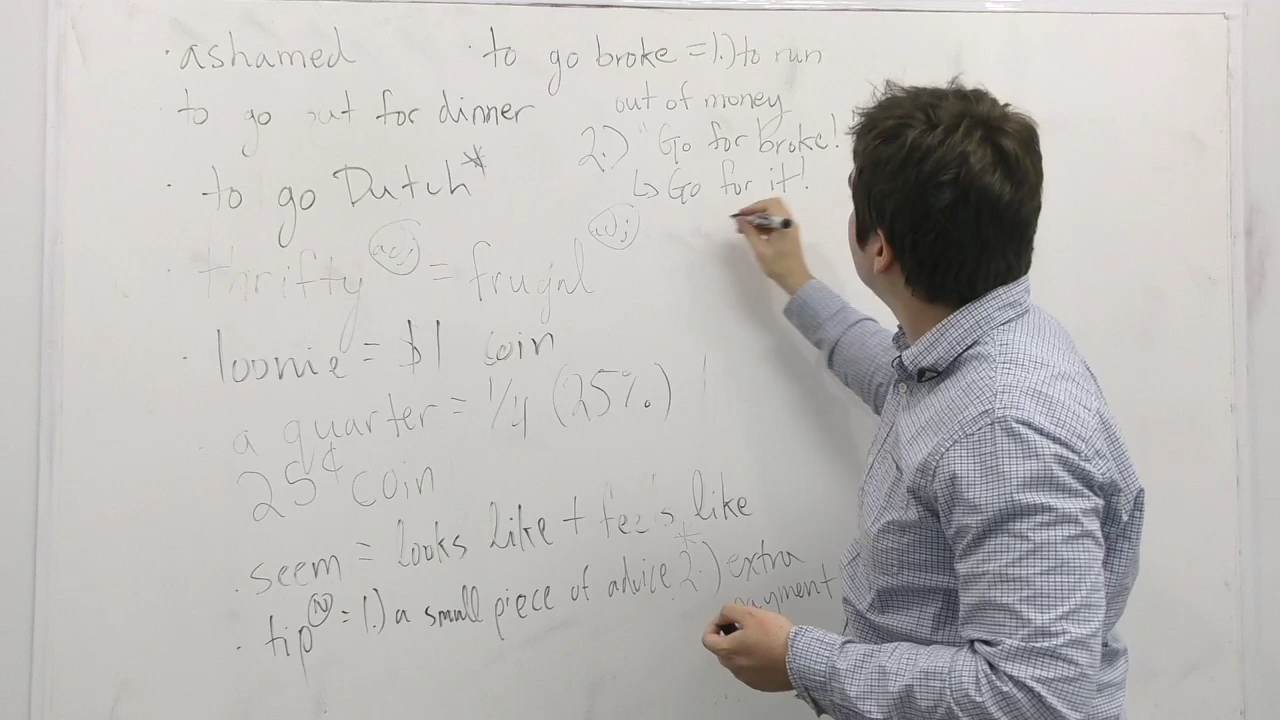 · ashamed
to go out for dinner
· to go Dutch*
· thrifty (adj) = frugal (adj)
· loonie = $1 coin
· a quarter = 1/4 (25%)
25¢ coin
· seem = looks like + feels like
· tip (N) = 1.) a small piece of advice 2.)* extra
payment
· to go broke = 1.) to run
out of money
2.) "Go for broke!
↳ Go for it!